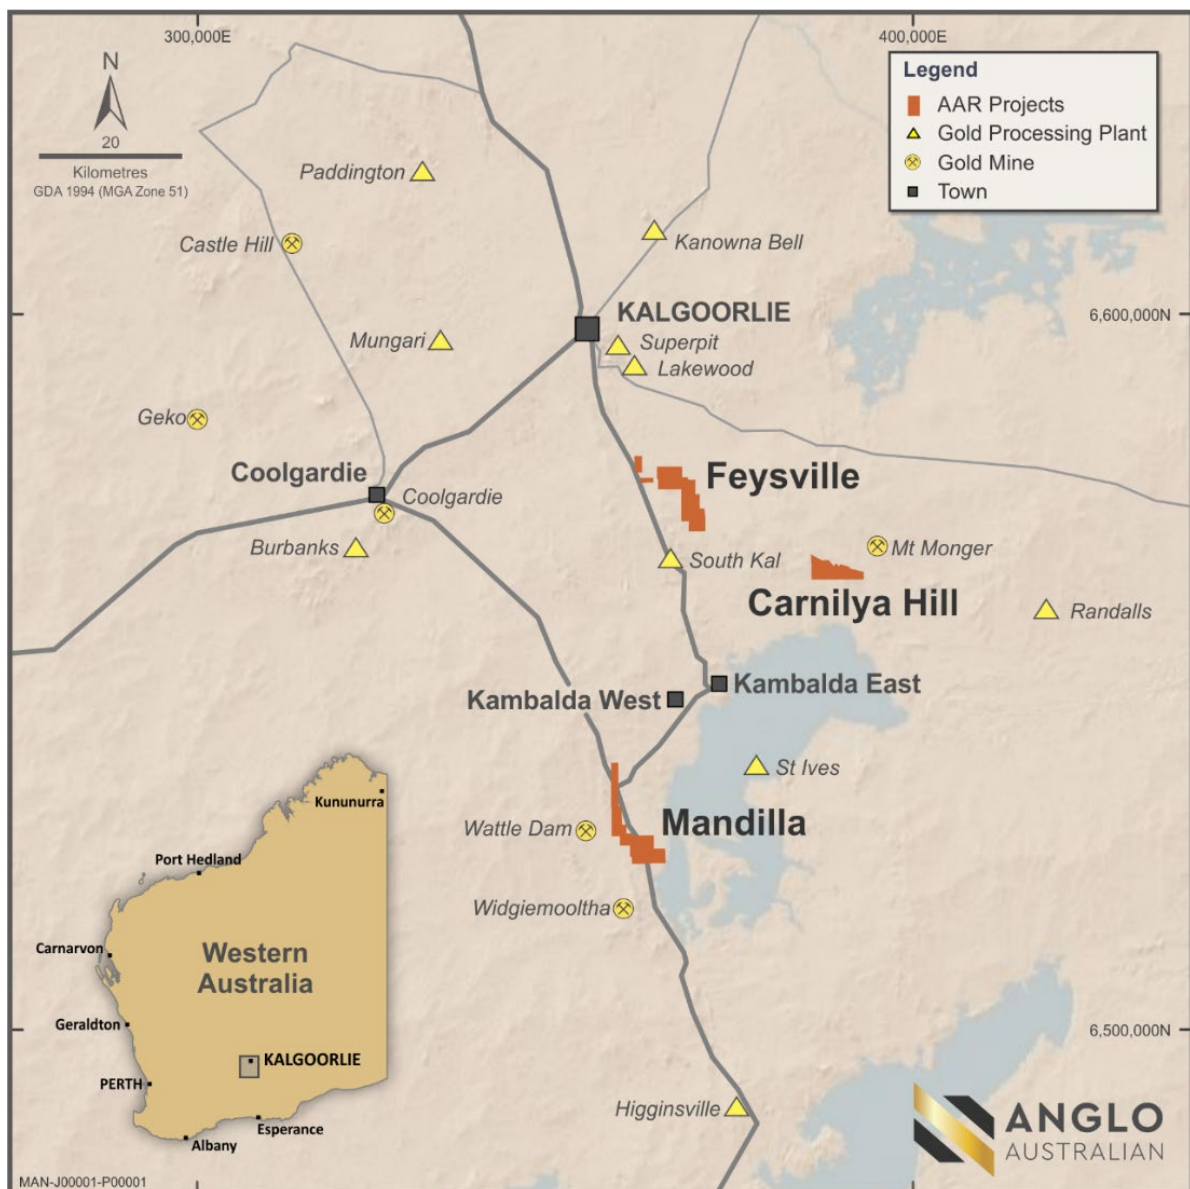 300,000E
400,000E
N
20
Kilometres
GDA 1994 (MGA Zone 51)
Legend
AAR Projects
Gold Processing Plant
Gold Mine
Town
Paddington
Castle Hill
Kanowna Bell
KALGOORLIE
6,600,000N
Mungari
Superpit
Lakewood
Geko
Coolgardie
Coolgardie
Feysville
Burbanks
South Kal
Mt Monger
Carnilya Hill
Randalls
Kambalda West
Kambalda East
St Ives
Wattle Dam
Mandilla
Widgiemooltha
Kununurra
Port Hedland
Carnarvon
Western
Australia
Geraldton
KALGOORLIE
PERTH
Esperance
Albany
6,500,000N
Higginsville
ANGLO
AUSTRALIAN
MAN-J00001-P00001